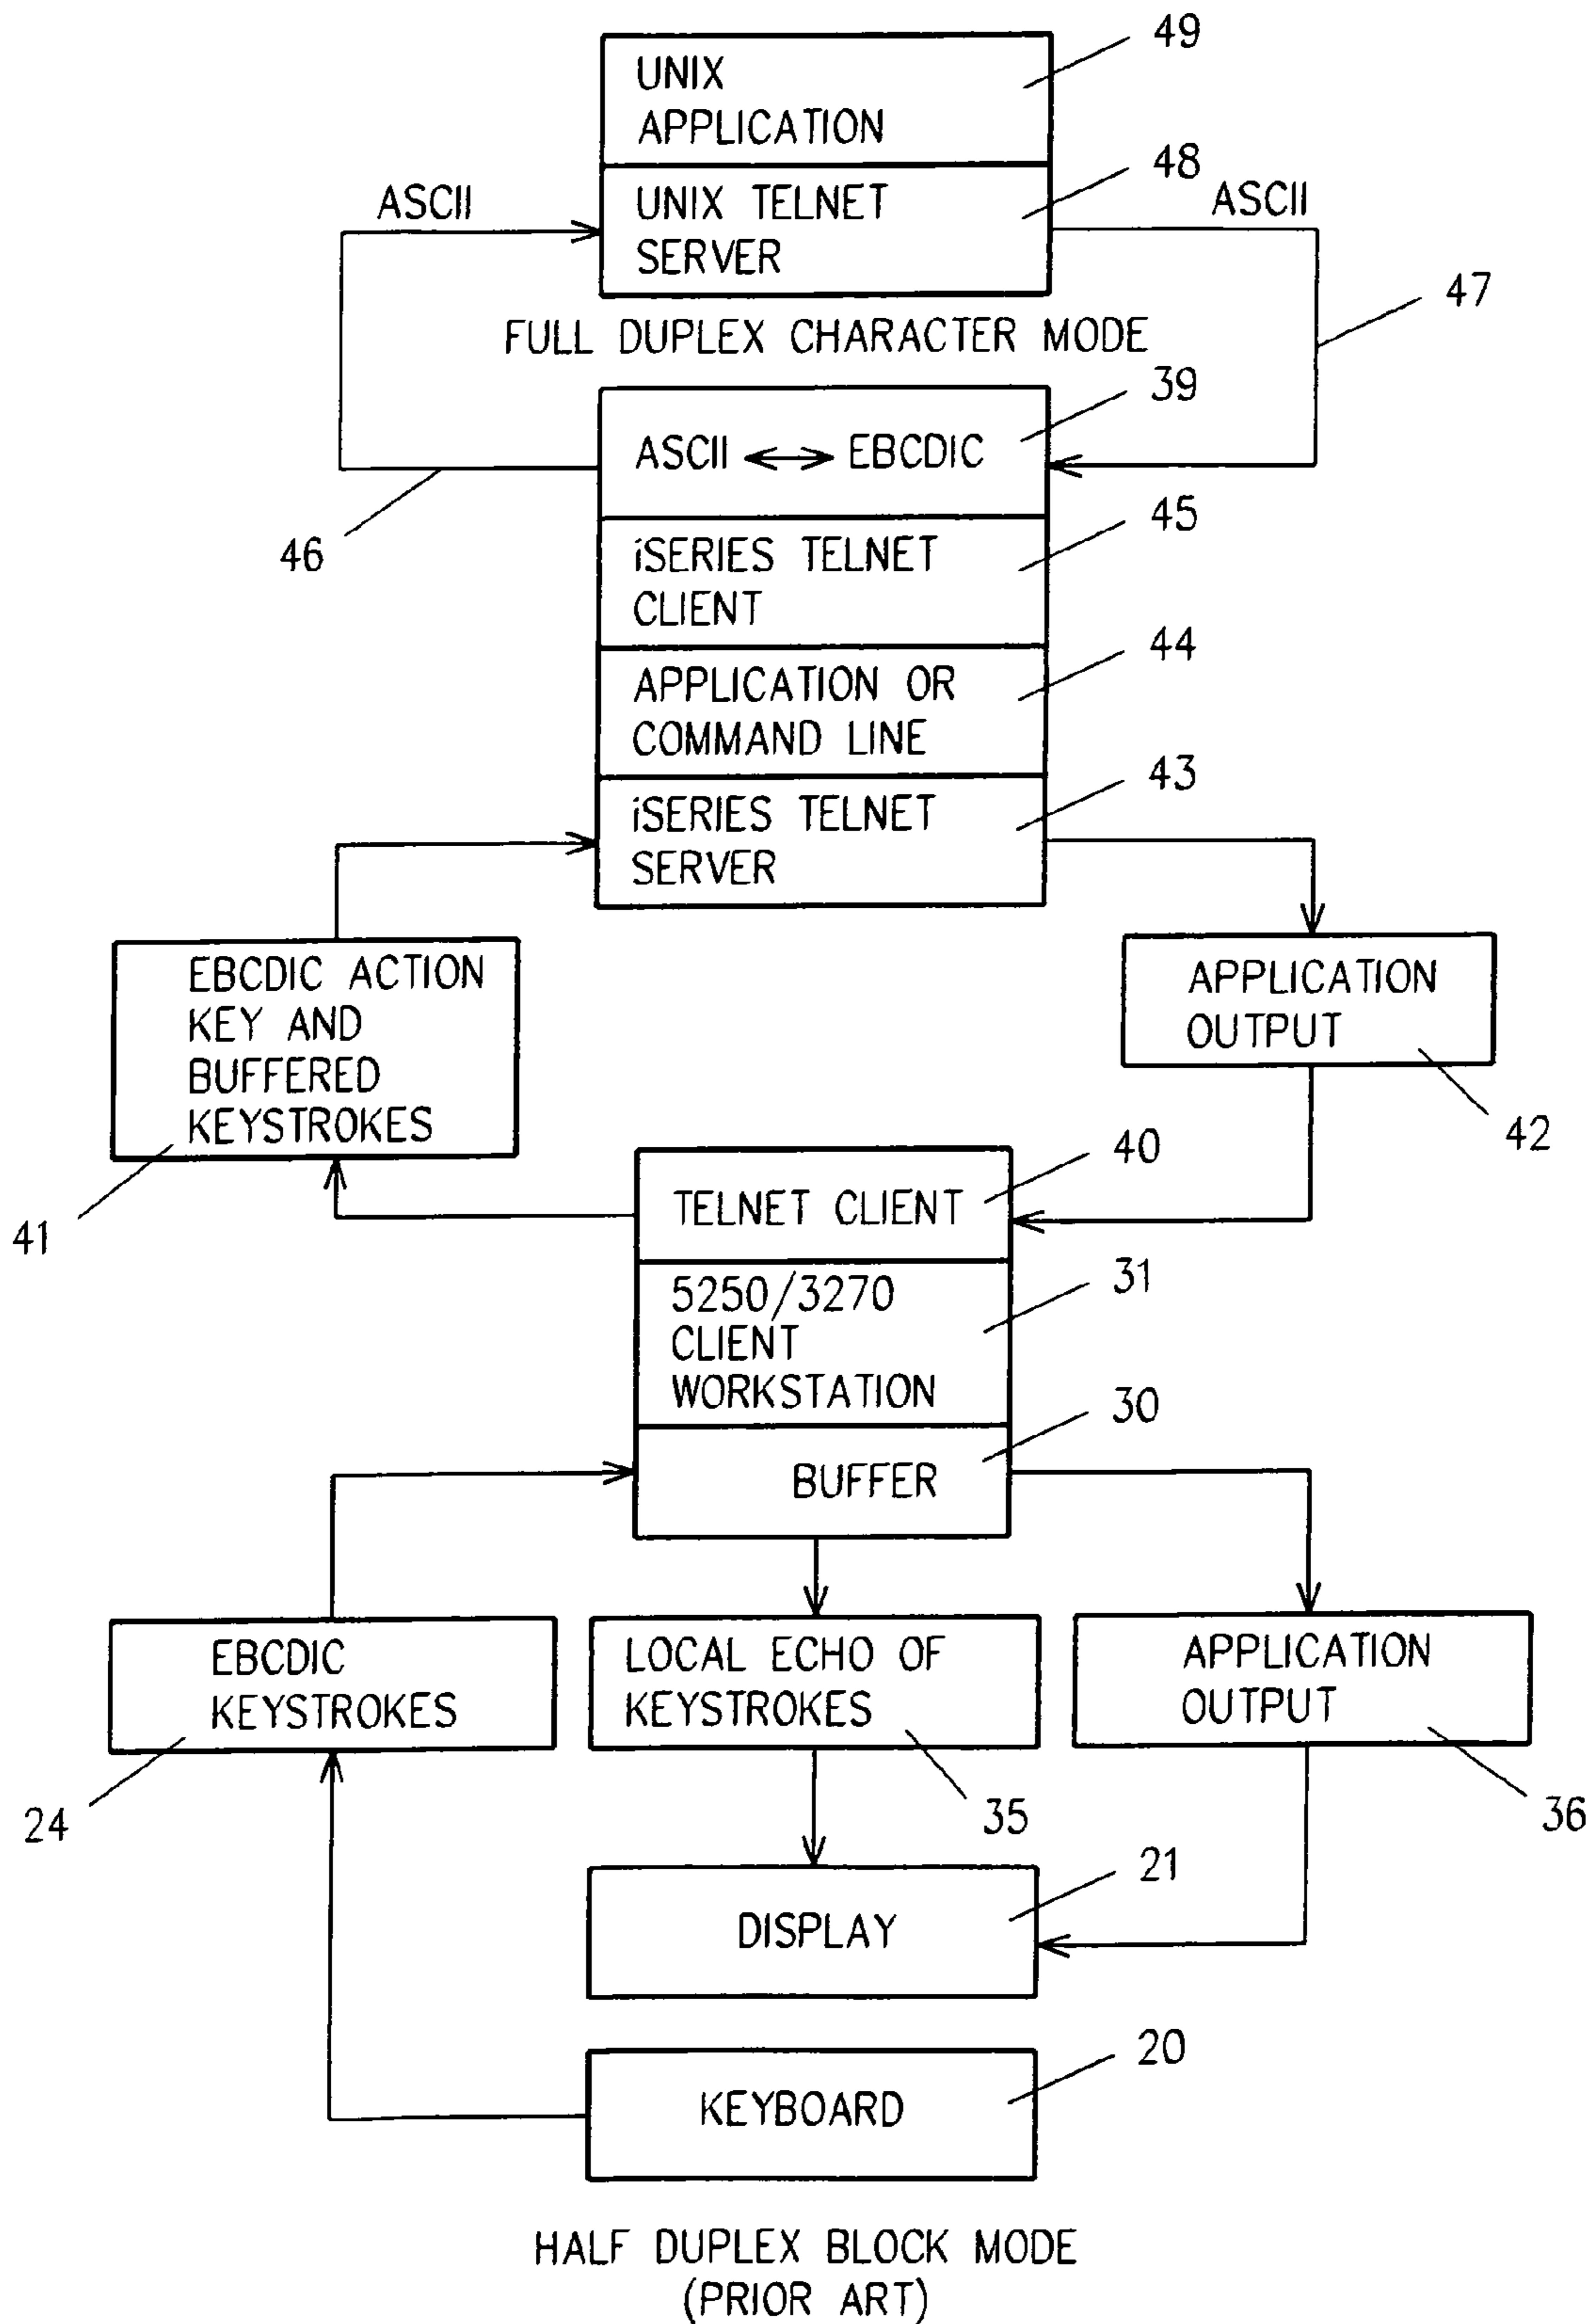 49
UNIX
APPLICATION
48
ASCII
UNIX TELNET
SERVER
ASCII
47
FULL DUPLEX CHARACTER MODE
39
ASCII ⟷ EBCDIC
46
45
iSERIES TELNET
CLIENT
44
APPLICATION OR
COMMAND LINE
43
iSERIES TELNET
SERVER
EBCDIC ACTION
KEY AND
BUFFERED
KEYSTROKES
41
APPLICATION
OUTPUT
42
40
TELNET CLIENT
31
5250/3270
CLIENT
WORKSTATION
30
BUFFER
EBCDIC
KEYSTROKES
24
LOCAL ECHO OF
KEYSTROKES
35
APPLICATION
OUTPUT
36
21
DISPLAY
20
KEYBOARD
HALF DUPLEX BLOCK MODE
(PRIOR ART)